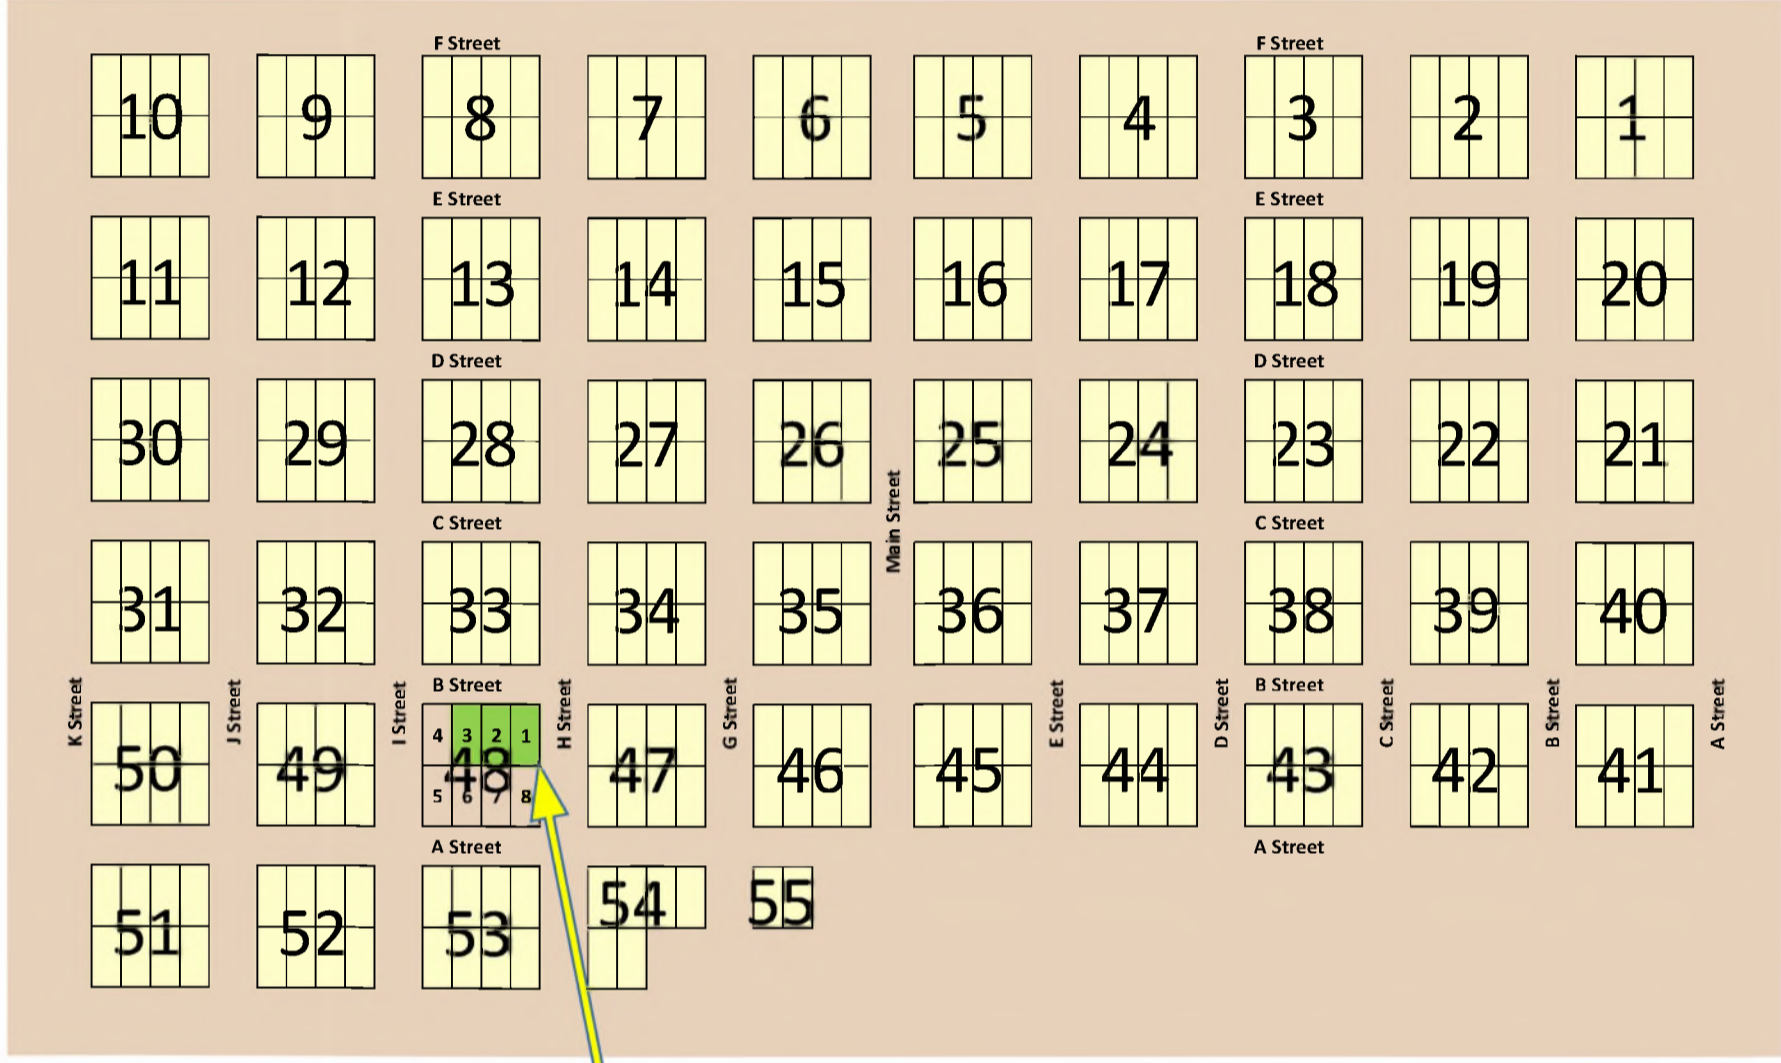 F Street F Street
10 9 8 7 6 5 4 3 2 1
E Street E Street
11 12 13 14 15 16 17 18 19 20
D Street D Street
30 29 28 27 26 25 24 23 22 21
Main Street
C Street C Street
31 32 33 34 35 36 37 38 39 40
B Street B Street
K Street J Street I Street H Street G Street E Street D Street C Street B Street A Street
4 3 2 1
50 49 48 47 46 45 44 43 42 41
5 6 7 8
A Street A Street
51 52 53 54 55